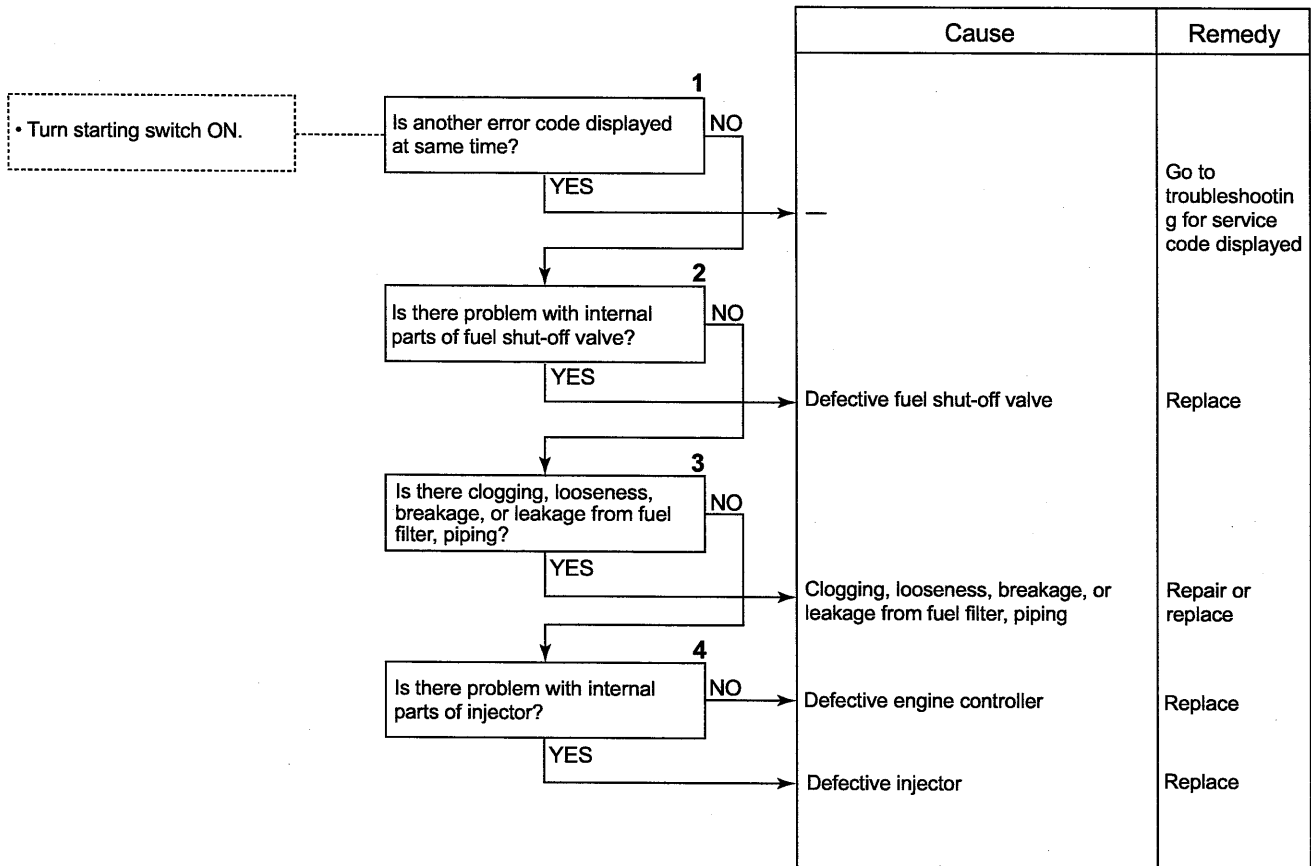 Cause
Remedy
• Turn starting switch ON.
1
Is another error code displayed
at same time?
NO
YES
—
Go to
troubleshootin
g for service
code displayed
2
Is there problem with internal
parts of fuel shut-off valve?
NO
YES
Defective fuel shut-off valve
Replace
3
Is there clogging, looseness,
breakage, or leakage from fuel
filter, piping?
NO
YES
Clogging, looseness, breakage, or
leakage from fuel filter, piping
Repair or
replace
4
Is there problem with internal
parts of injector?
NO
Defective engine controller
Replace
YES
Defective injector
Replace